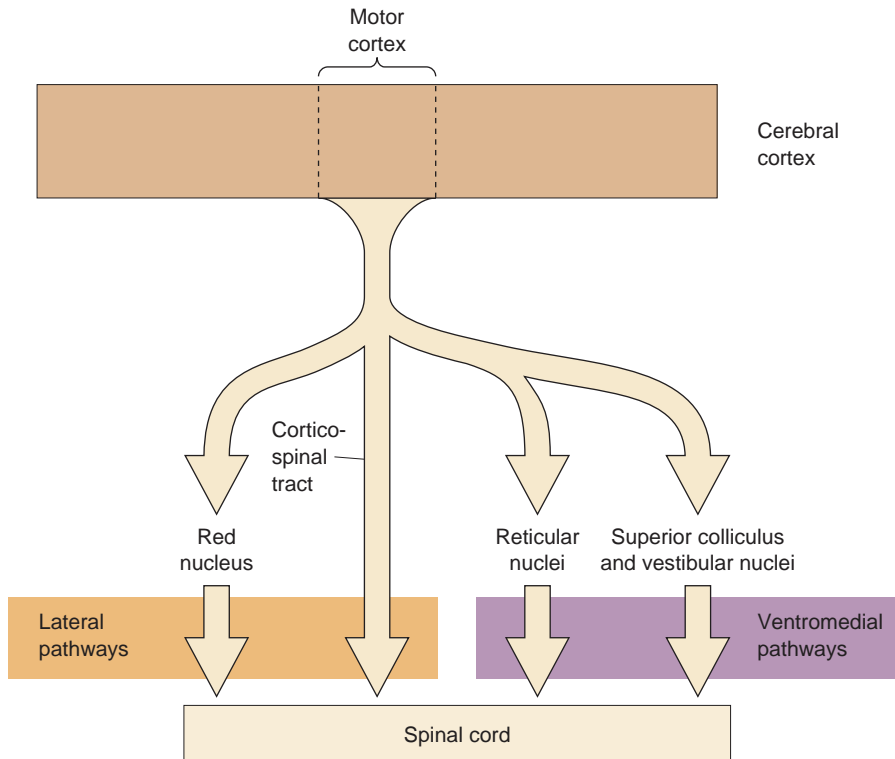 Motor
cortex
Cerebral
cortex
Cortico-
spinal
tract
Red
nucleus
Reticular
nuclei
Superior colliculus
and vestibular nuclei
Lateral
pathways
Ventromedial
pathways
Spinal cord